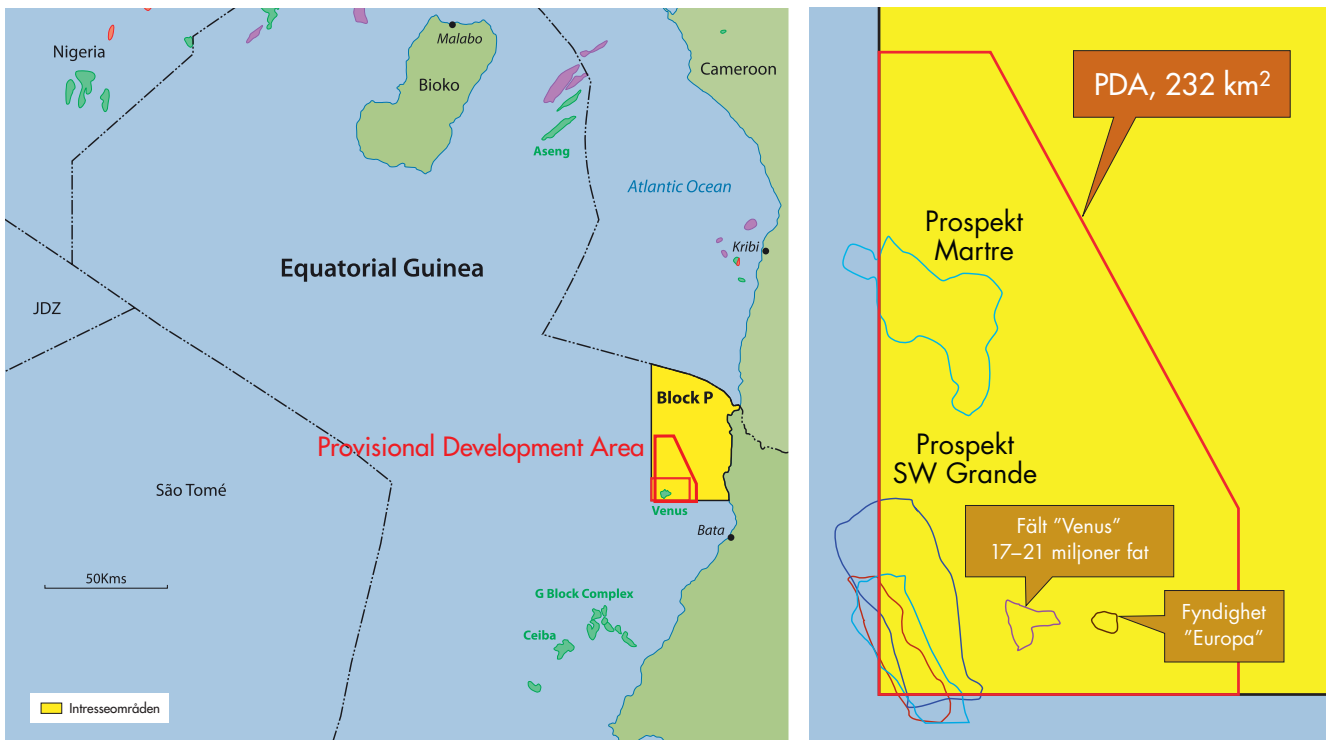 Nigeria
Malabo
Bioko
Cameroon
Aseng
Atlantic Ocean
Kribi
Equatorial Guinea
JDZ
Block P
Provisional Development Area
São Tomé
Venus
Bata
50Kms
G Block Complex
Ceiba
Intresseområden
PDA, 232 km²
Prospekt
Martre
Prospekt
SW Grande
Fält ”Venus”
17–21 miljoner fat
Fyndighet
”Europa”